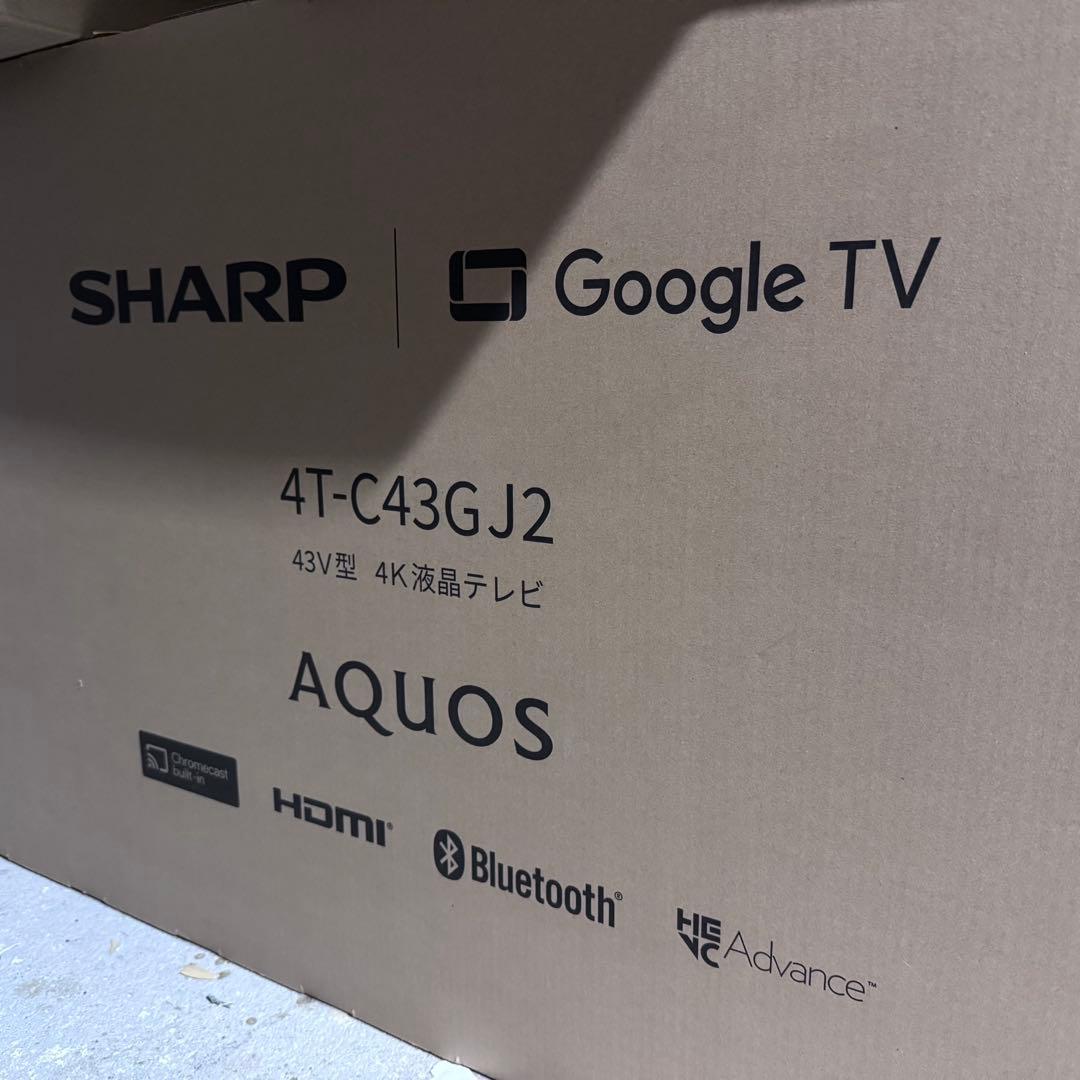 SHARP
Google TV
4T-C43GJ2
43V型 4K液晶テレビ
AQUOS
Chromecast
built-in
HDMI®
Bluetooth®
HEVC Advance™